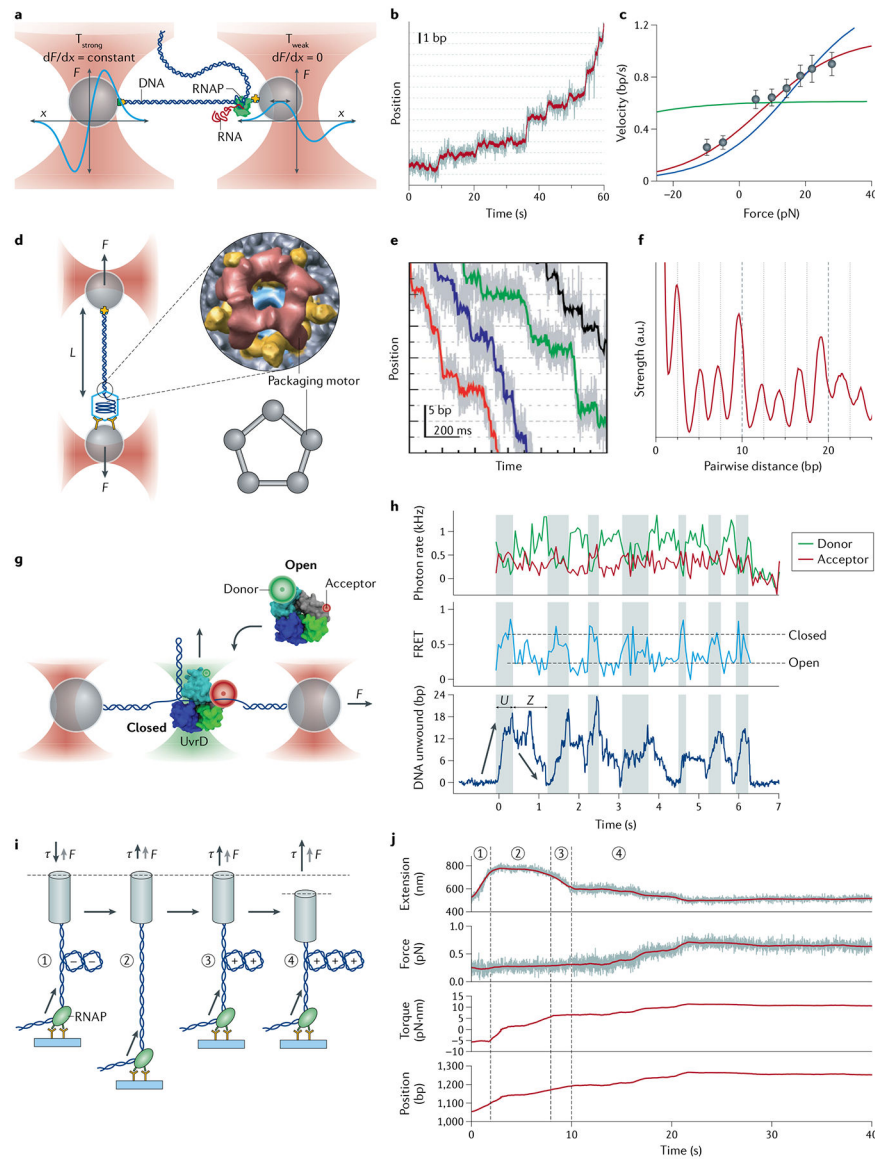 a
T strong
dF/dx = constant
F
DNA
x
RNA
RNAP
T weak
dF/dx = 0
F
x
b
1 bp
Position
0
20
40
60
Time (s)
c
Velocity (bp/s)
1.2
0.8
0.4
0
−20
0
20
40
Force (pN)
d
F
L
F
Packaging motor
e
Position
5 bp
200 ms
Time
f
Strength (a.u.)
0
10
20
Pairwise distance (bp)
g
Open
Donor
Acceptor
Closed
UvrD
F
h
Photon rate (kHz)
1
0.5
0
Donor
Acceptor
FRET
1
0.5
0
Closed
Open
DNA unwound (bp)
24
18
12
6
0
U
Z
0
1
2
3
4
5
6
7
Time (s)
i
τ F
τ F
τ F
τ F
①
②
③
④
− −
+ +
+ + +
RNAP
j
① ② ③ ④
Extension
(nm)
800
600
400
Force
(pN)
1.0
0.5
0.0
Torque
(pN·nm)
15
10
5
0
−5
−10
Position
(bp)
1,300
1,200
1,100
1,000
0
10
20
30
40
Time (s)